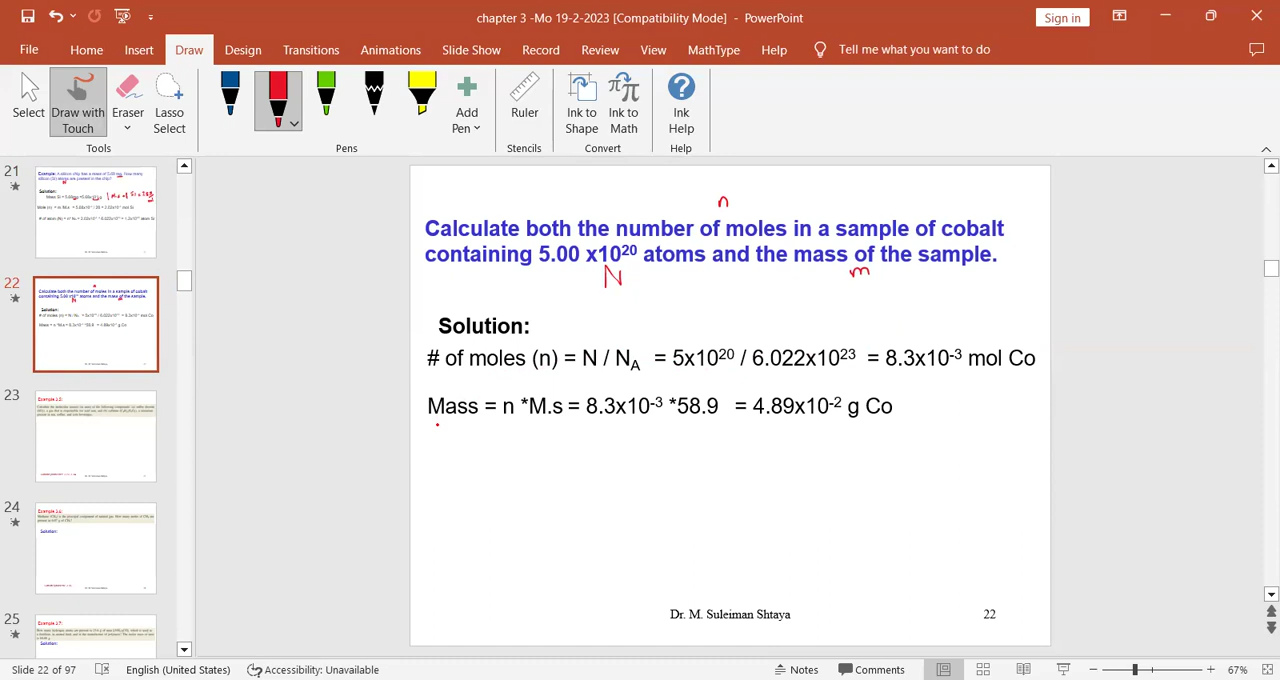 chapter 3 -Mo 19-2-2023 [Compatibility Mode] - PowerPoint
Sign in
File Home Insert Draw Design Transitions Animations Slide Show Record Review View MathType Help Tell me what you want to do
Select Draw with Touch Eraser Lasso Select Add Pen Ruler Ink to Shape Ink to Math Ink Help
Tools Pens Stencils Convert Help
21
22
23
24
25
n
Calculate both the number of moles in a sample of cobalt
containing 5.00 x10²⁰ atoms and the mass of the sample.
N m
Solution:
# of moles (n) = N / N_A = 5x10²⁰ / 6.022x10²³ = 8.3x10⁻³ mol Co
Mass = n *M.s = 8.3x10⁻³ *58.9 = 4.89x10⁻² g Co
Dr. M. Suleiman Shtaya 22
Slide 22 of 97 English (United States) Accessibility: Unavailable Notes Comments 67%